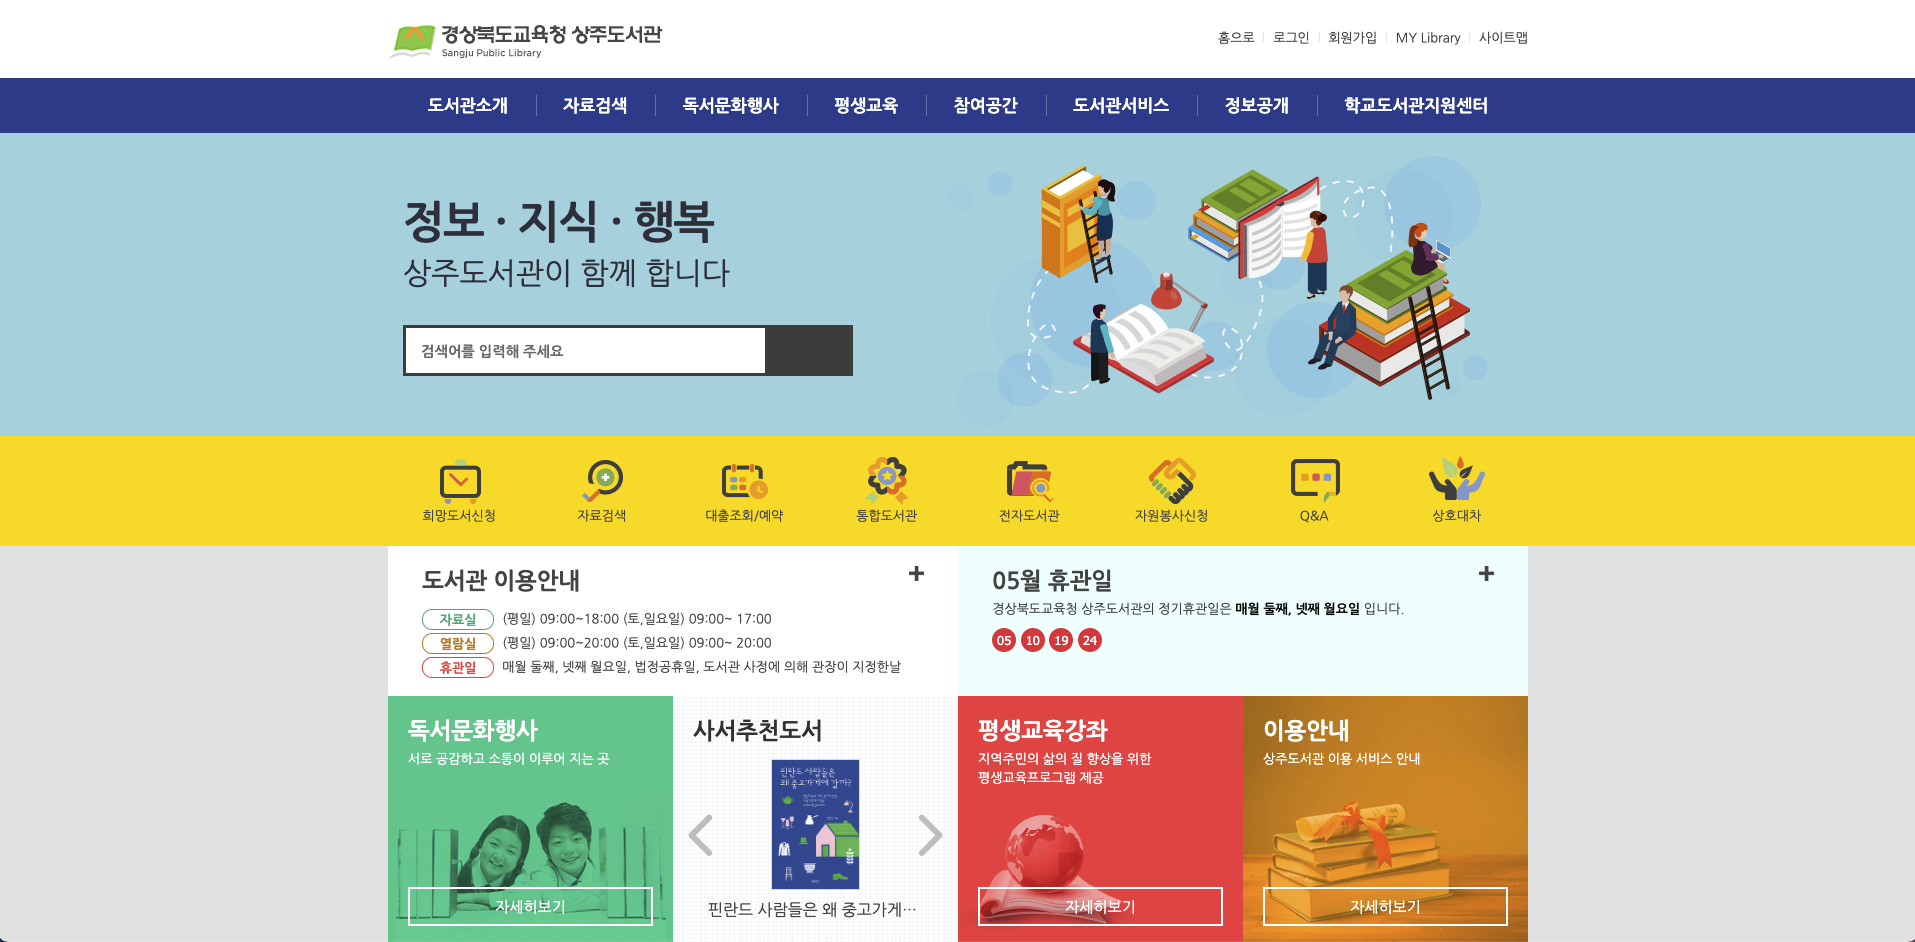 경상북도교육청 상주도서관
Sangju Public Library
홈으로 로그인 회원가입 MY Library 사이트맵
도서관소개 자료검색 독서문화행사 평생교육 참여공간 도서관서비스 정보공개 학교도서관지원센터
정보 · 지식 · 행복
상주도서관이 함께 합니다
검색어를 입력해 주세요
희망도서신청 자료검색 대출조회/예약 통합도서관 전자도서관 자원봉사신청 Q&A 상호대차
도서관 이용안내
자료실 (평일) 09:00~18:00 (토,일요일) 09:00~ 17:00
열람실 (평일) 09:00~20:00 (토,일요일) 09:00~ 20:00
휴관일 매월 둘째, 넷째 월요일, 법정공휴일, 도서관 사정에 의해 관장이 지정한날
05월 휴관일
경상북도교육청 상주도서관의 정기휴관일은 매월 둘째, 넷째 월요일 입니다.
05 10 19 24
독서문화행사
서로 공감하고 소통이 이루어 지는 곳
자세히보기
사서추천도서
핀란드 사람들은
왜 중고가게에 갈까?
핀란드 사람들은 왜 중고가게…
평생교육강좌
지역주민의 삶의 질 향상을 위한
평생교육프로그램 제공
자세히보기
이용안내
상주도서관 이용 서비스 안내
자세히보기